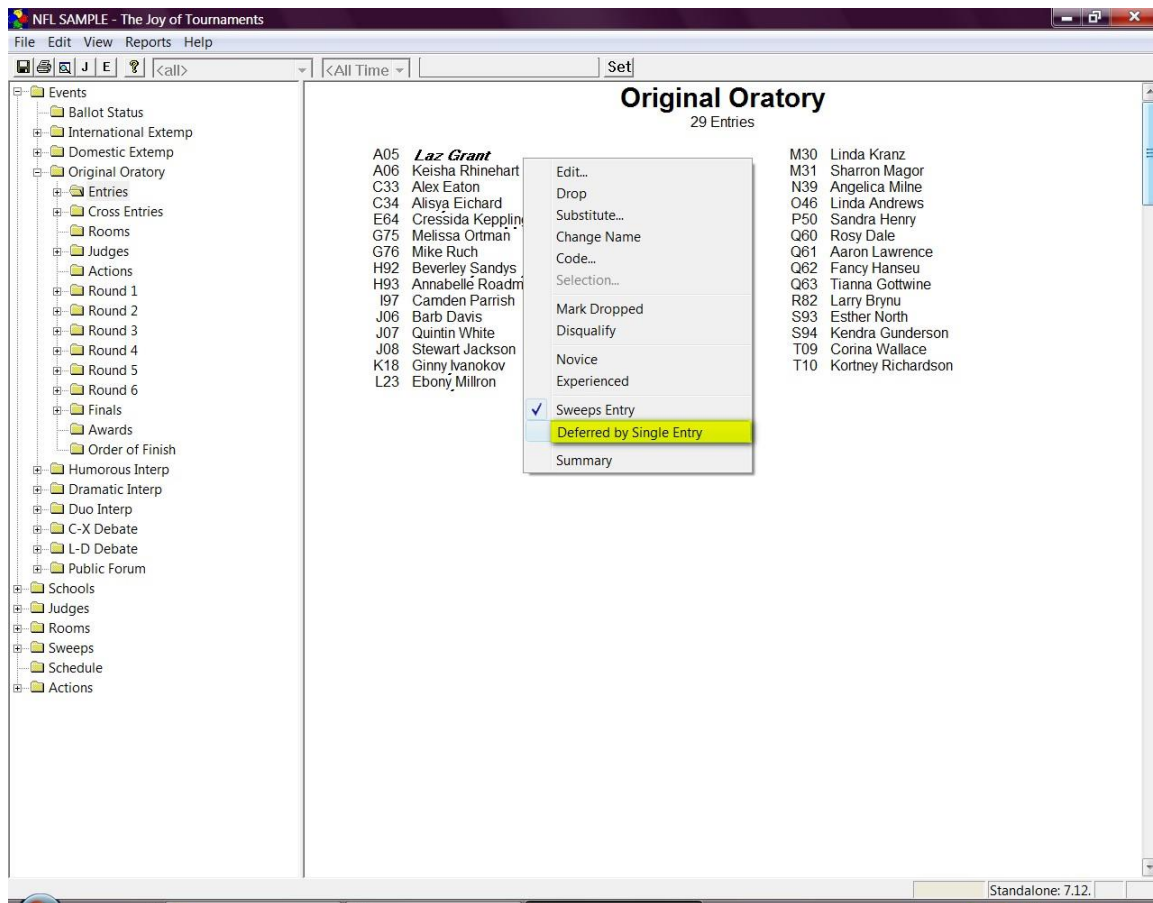 NFL SAMPLE - The Joy of Tournaments
File Edit View Reports Help
J E ? <all> <All Time Set
Events
Ballot Status
International Extemp
Domestic Extemp
Original Oratory
Entries
Cross Entries
Rooms
Judges
Actions
Round 1
Round 2
Round 3
Round 4
Round 5
Round 6
Finals
Awards
Order of Finish
Humorous Interp
Dramatic Interp
Duo Interp
C-X Debate
L-D Debate
Public Forum
Schools
Judges
Rooms
Sweeps
Schedule
Actions
Original Oratory
29 Entries
A05 Laz Grant
A06 Keisha Rhinehart
C33 Alex Eaton
C34 Alisya Eichard
E64 Cressida Kepplin
G75 Melissa Ortman
G76 Mike Ruch
H92 Beverley Sandys
H93 Annabelle Roadm
I97 Camden Parrish
J06 Barb Davis
J07 Quintin White
J08 Stewart Jackson
K18 Ginny Ivanokov
L23 Ebony Millron
Edit...
Drop
Substitute...
Change Name
Code...
Selection...
Mark Dropped
Disqualify
Novice
Experienced
Sweeps Entry
Deferred by Single Entry
Summary
M30 Linda Kranz
M31 Sharron Magor
N39 Angelica Milne
O46 Linda Andrews
P50 Sandra Henry
Q60 Rosy Dale
Q61 Aaron Lawrence
Q62 Fancy Hanseu
Q63 Tianna Gottwine
R82 Larry Brynu
S93 Esther North
S94 Kendra Gunderson
T09 Corina Wallace
T10 Kortney Richardson
Standalone: 7.12.